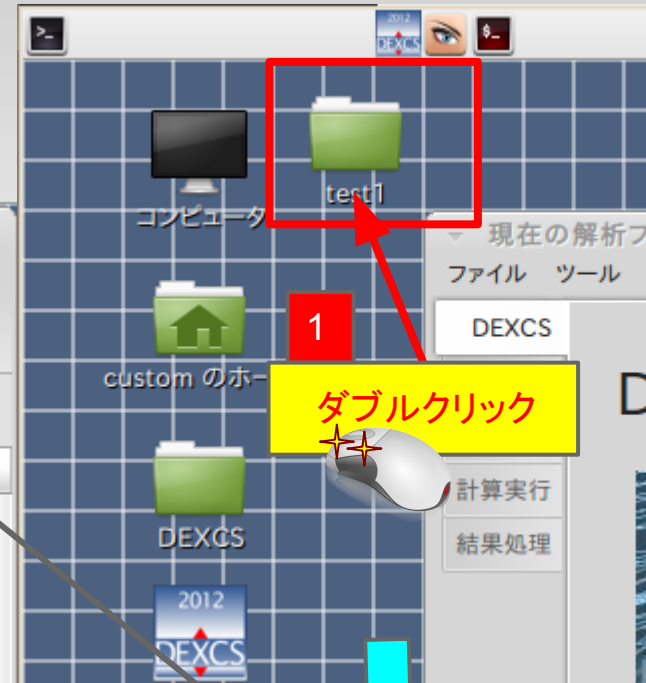 >_
2012
DEXCS
$_
test1
コンピュータ
現在の解析フ
ファイル ツール
DEXCS
1
custom のホー
ダブルクリック
D
計算実行
DEXCS
結果処理
2012
DEXCS